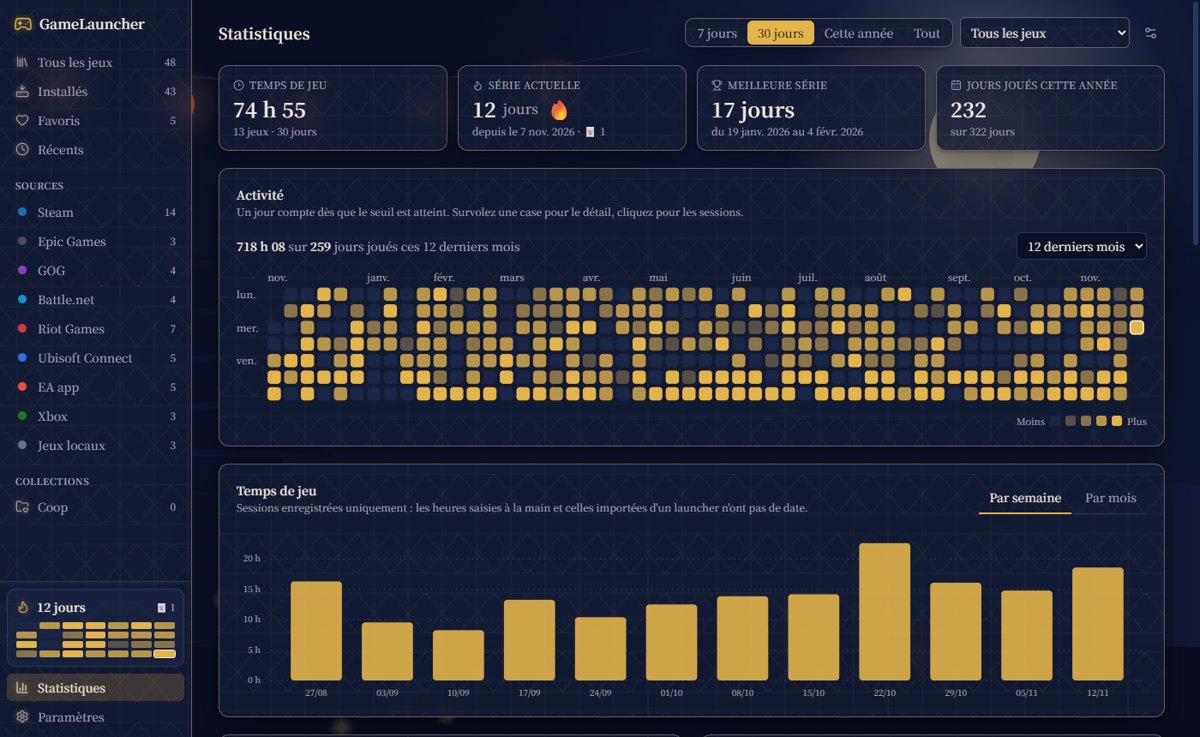 GameLauncher
Tous les jeux 48
Installés 43
Favoris 5
Récents
SOURCES
Steam 14
Epic Games 3
GOG 4
Battle.net 4
Riot Games 7
Ubisoft Connect 5
EA app 5
Xbox 3
Jeux locaux 3
COLLECTIONS
Coop 0
12 jours 1
Statistiques
Paramètres
Statistiques
7 jours 30 jours Cette année Tout
Tous les jeux
TEMPS DE JEU
74 h 55
13 jeux · 30 jours
SÉRIE ACTUELLE
12 jours
depuis le 7 nov. 2026 · 1
MEILLEURE SÉRIE
17 jours
du 19 janv. 2026 au 4 févr. 2026
JOURS JOUÉS CETTE ANNÉE
232
sur 322 jours
Activité
Un jour compte dès que le seuil est atteint. Survolez une case pour le détail, cliquez pour les sessions.
718 h 08 sur 259 jours joués ces 12 derniers mois
12 derniers mois
nov. janv. févr. mars avr. mai juin juil. août sept. oct. nov.
lun.
mer.
ven.
Moins Plus
Temps de jeu
Sessions enregistrées uniquement : les heures saisies à la main et celles importées d'un launcher n'ont pas de date.
Par semaine Par mois
20 h
15 h
10 h
5 h
0 h
27/08 03/09 10/09 17/09 24/09 01/10 08/10 15/10 22/10 29/10 05/11 12/11